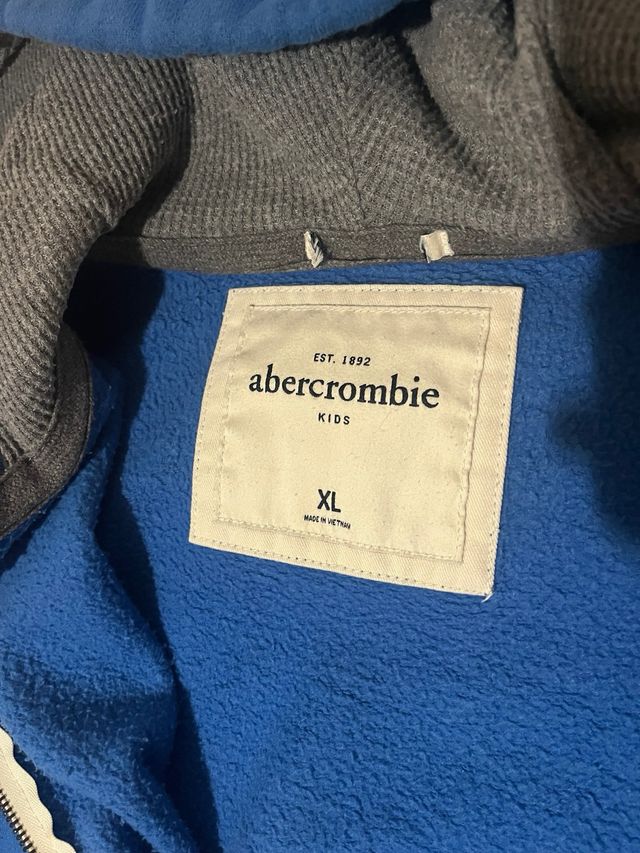 EST. 1892
abercrombie
KIDS
XL
MADE IN VIETNAM